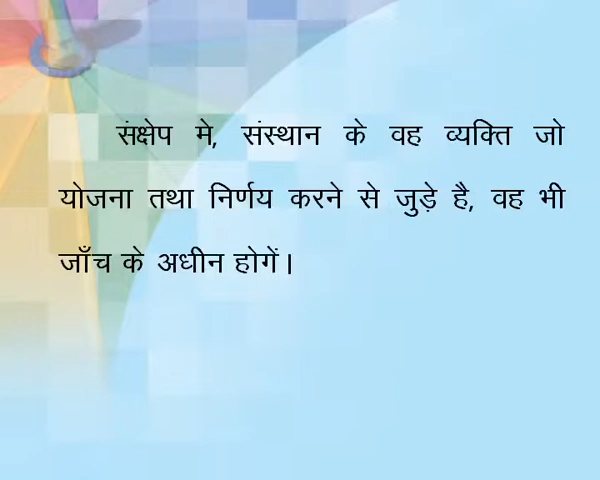 संक्षेप मे, संस्थान के वह व्यक्ति जो
योजना तथा निर्णय करने से जुड़े है, वह भी
जाँच के अधीन होगें।